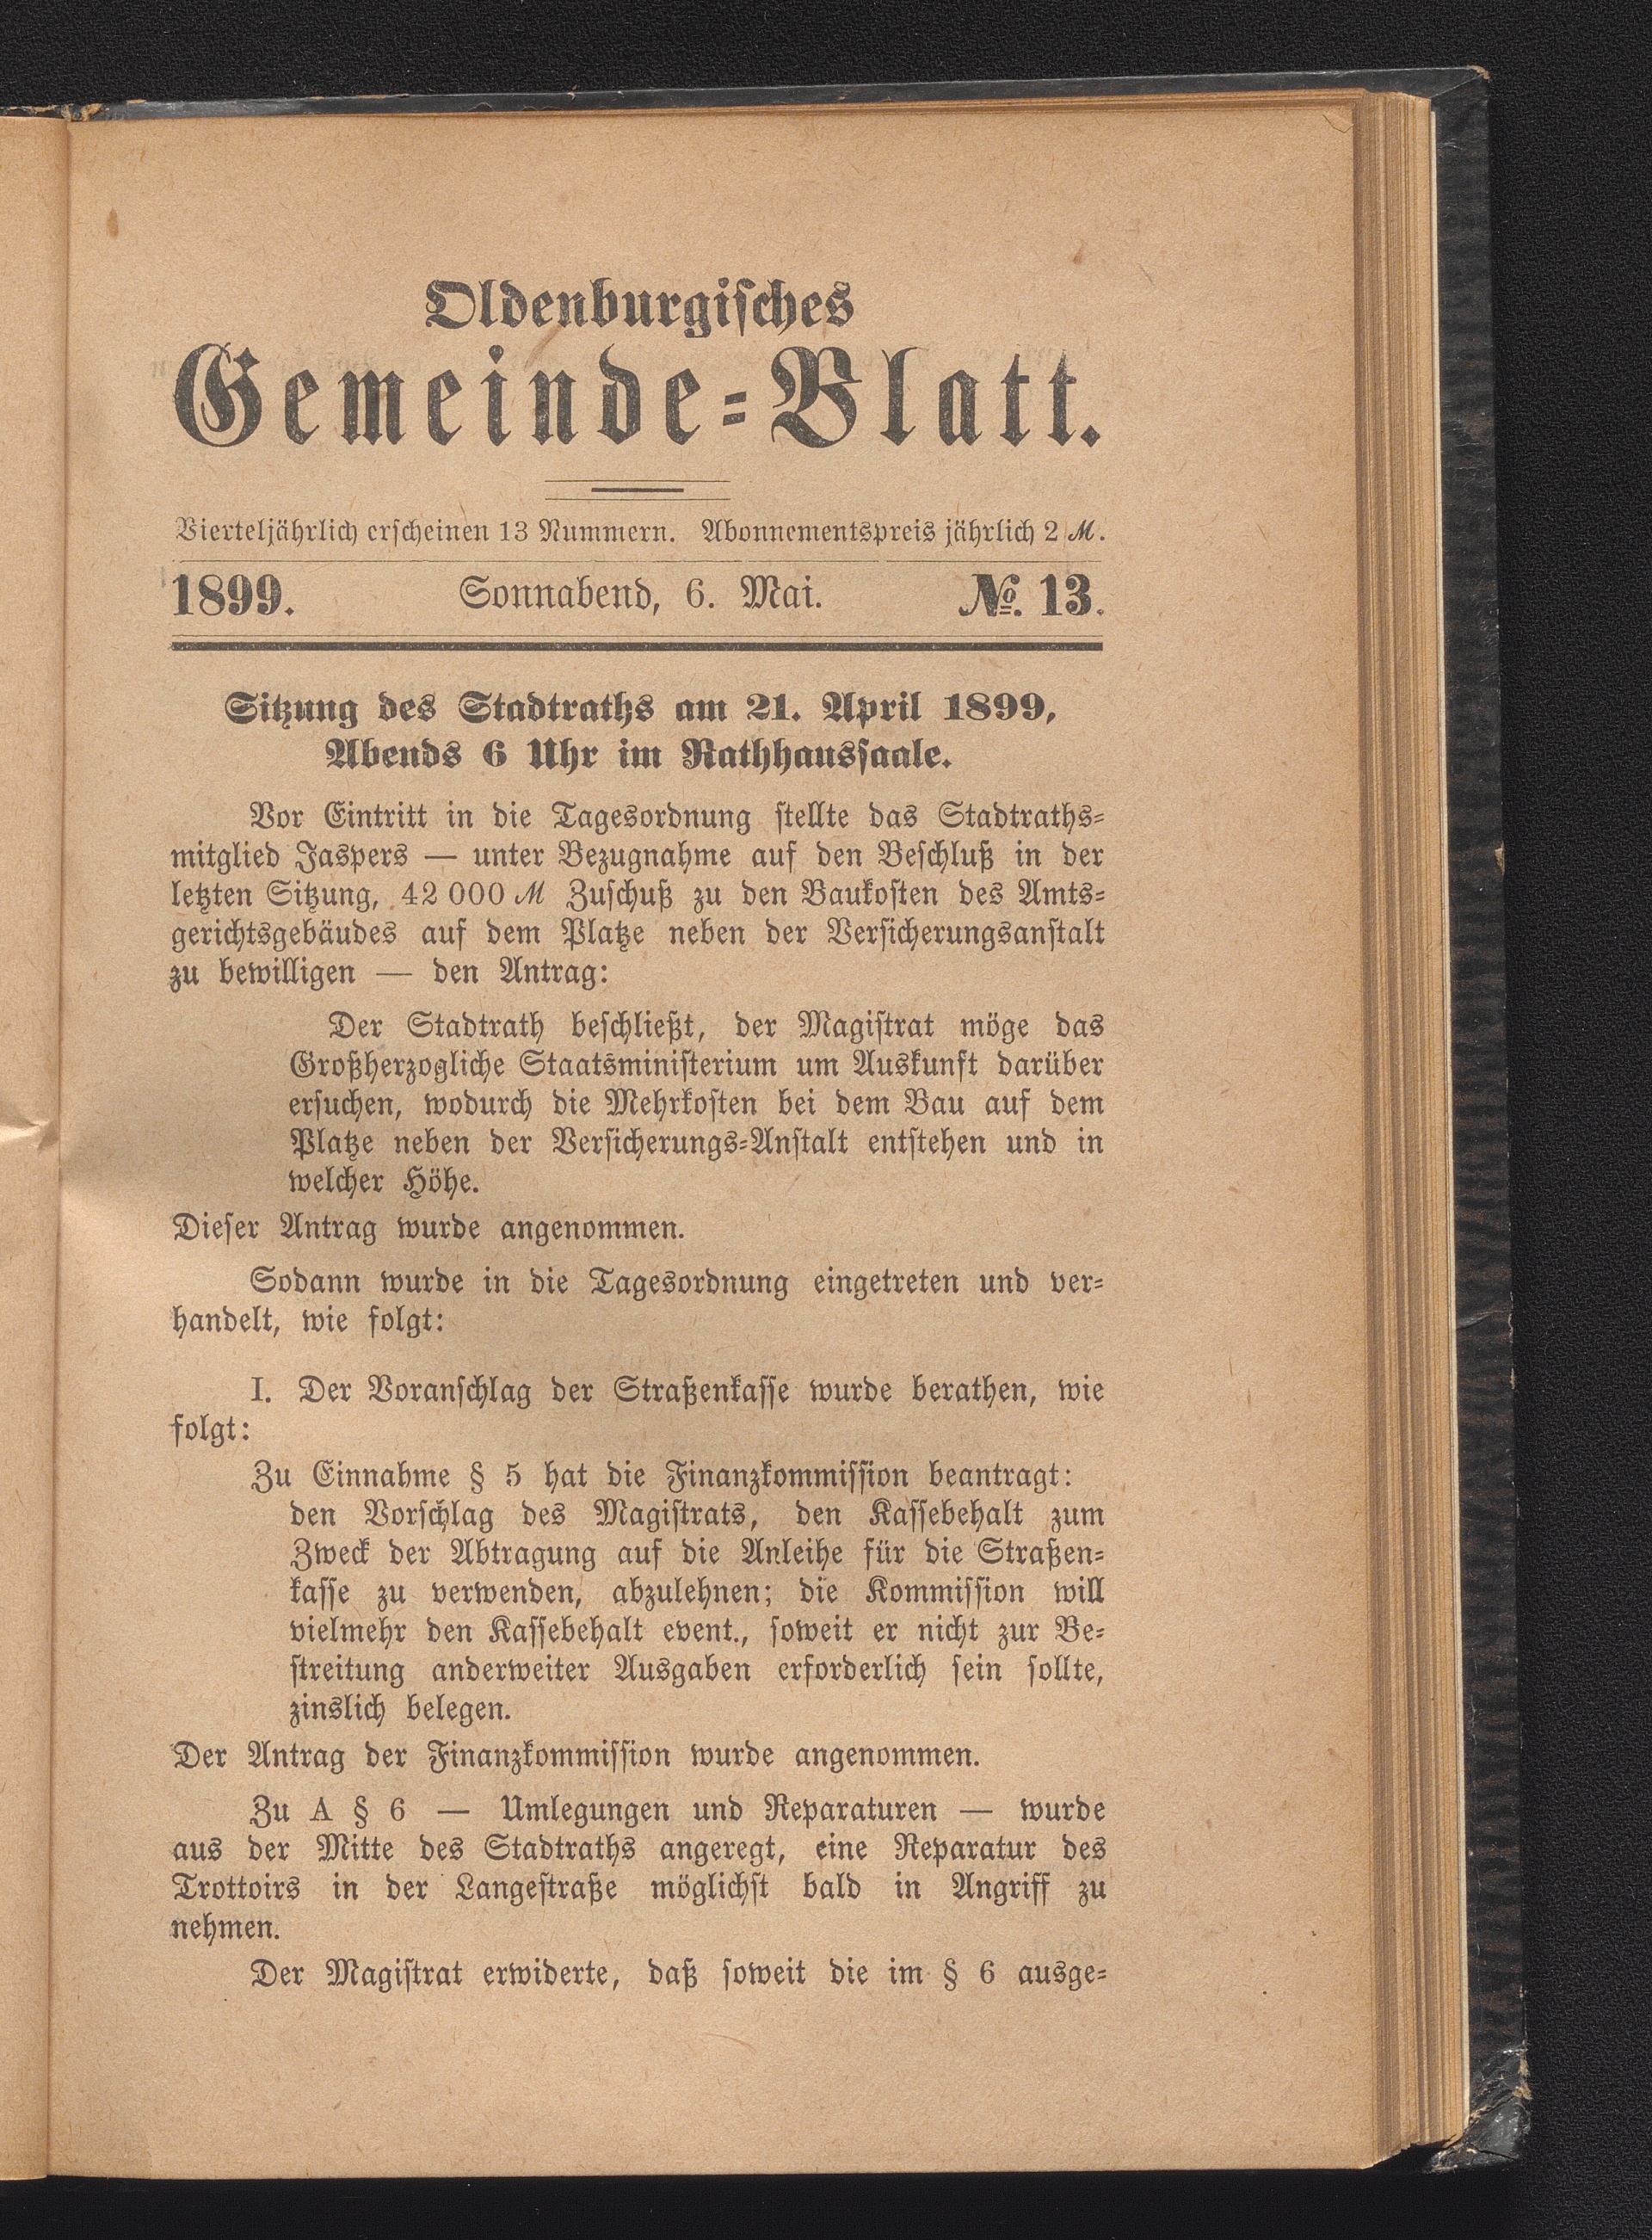 Oldenburgisches
Gemeinde-Blatt.
Vierteljährlich erscheinen 13 Nummern. Abonnementspreis jährlich 2 M.
1899. Sonnabend, 6. Mai. No. 13.
Sitzung des Stadtraths am 21. April 1899,
Abends 6 Uhr im Rathhaussaale.
Vor Eintritt in die Tagesordnung stellte das Stadtraths-
mitglied Jaspers — unter Bezugnahme auf den Beschluß in der
letzten Sitzung, 42 000 M Zuschuß zu den Baukosten des Amts-
gerichtsgebäudes auf dem Platze neben der Versicherungsanstalt
zu bewilligen — den Antrag:
Der Stadtrath beschließt, der Magistrat möge das
Großherzogliche Staatsministerium um Auskunft darüber
ersuchen, wodurch die Mehrkosten bei dem Bau auf dem
Platze neben der Versicherungs-Anstalt entstehen und in
welcher Höhe.
Dieser Antrag wurde angenommen.
Sodann wurde in die Tagesordnung eingetreten und ver-
handelt, wie folgt:
I. Der Voranschlag der Straßenkasse wurde berathen, wie
folgt:
Zu Einnahme § 5 hat die Finanzkommission beantragt:
den Vorschlag des Magistrats, den Kassebehalt zum
Zweck der Abtragung auf die Anleihe für die Straßen-
kasse zu verwenden, abzulehnen; die Kommission will
vielmehr den Kassebehalt event., soweit er nicht zur Be-
streitung anderweiter Ausgaben erforderlich sein sollte,
zinslich belegen.
Der Antrag der Finanzkommission wurde angenommen.
Zu A § 6 — Umlegungen und Reparaturen — wurde
aus der Mitte des Stadtraths angeregt, eine Reparatur des
Trottoirs in der Langestraße möglichst bald in Angriff zu
nehmen.
Der Magistrat erwiderte, daß soweit die im § 6 ausge-